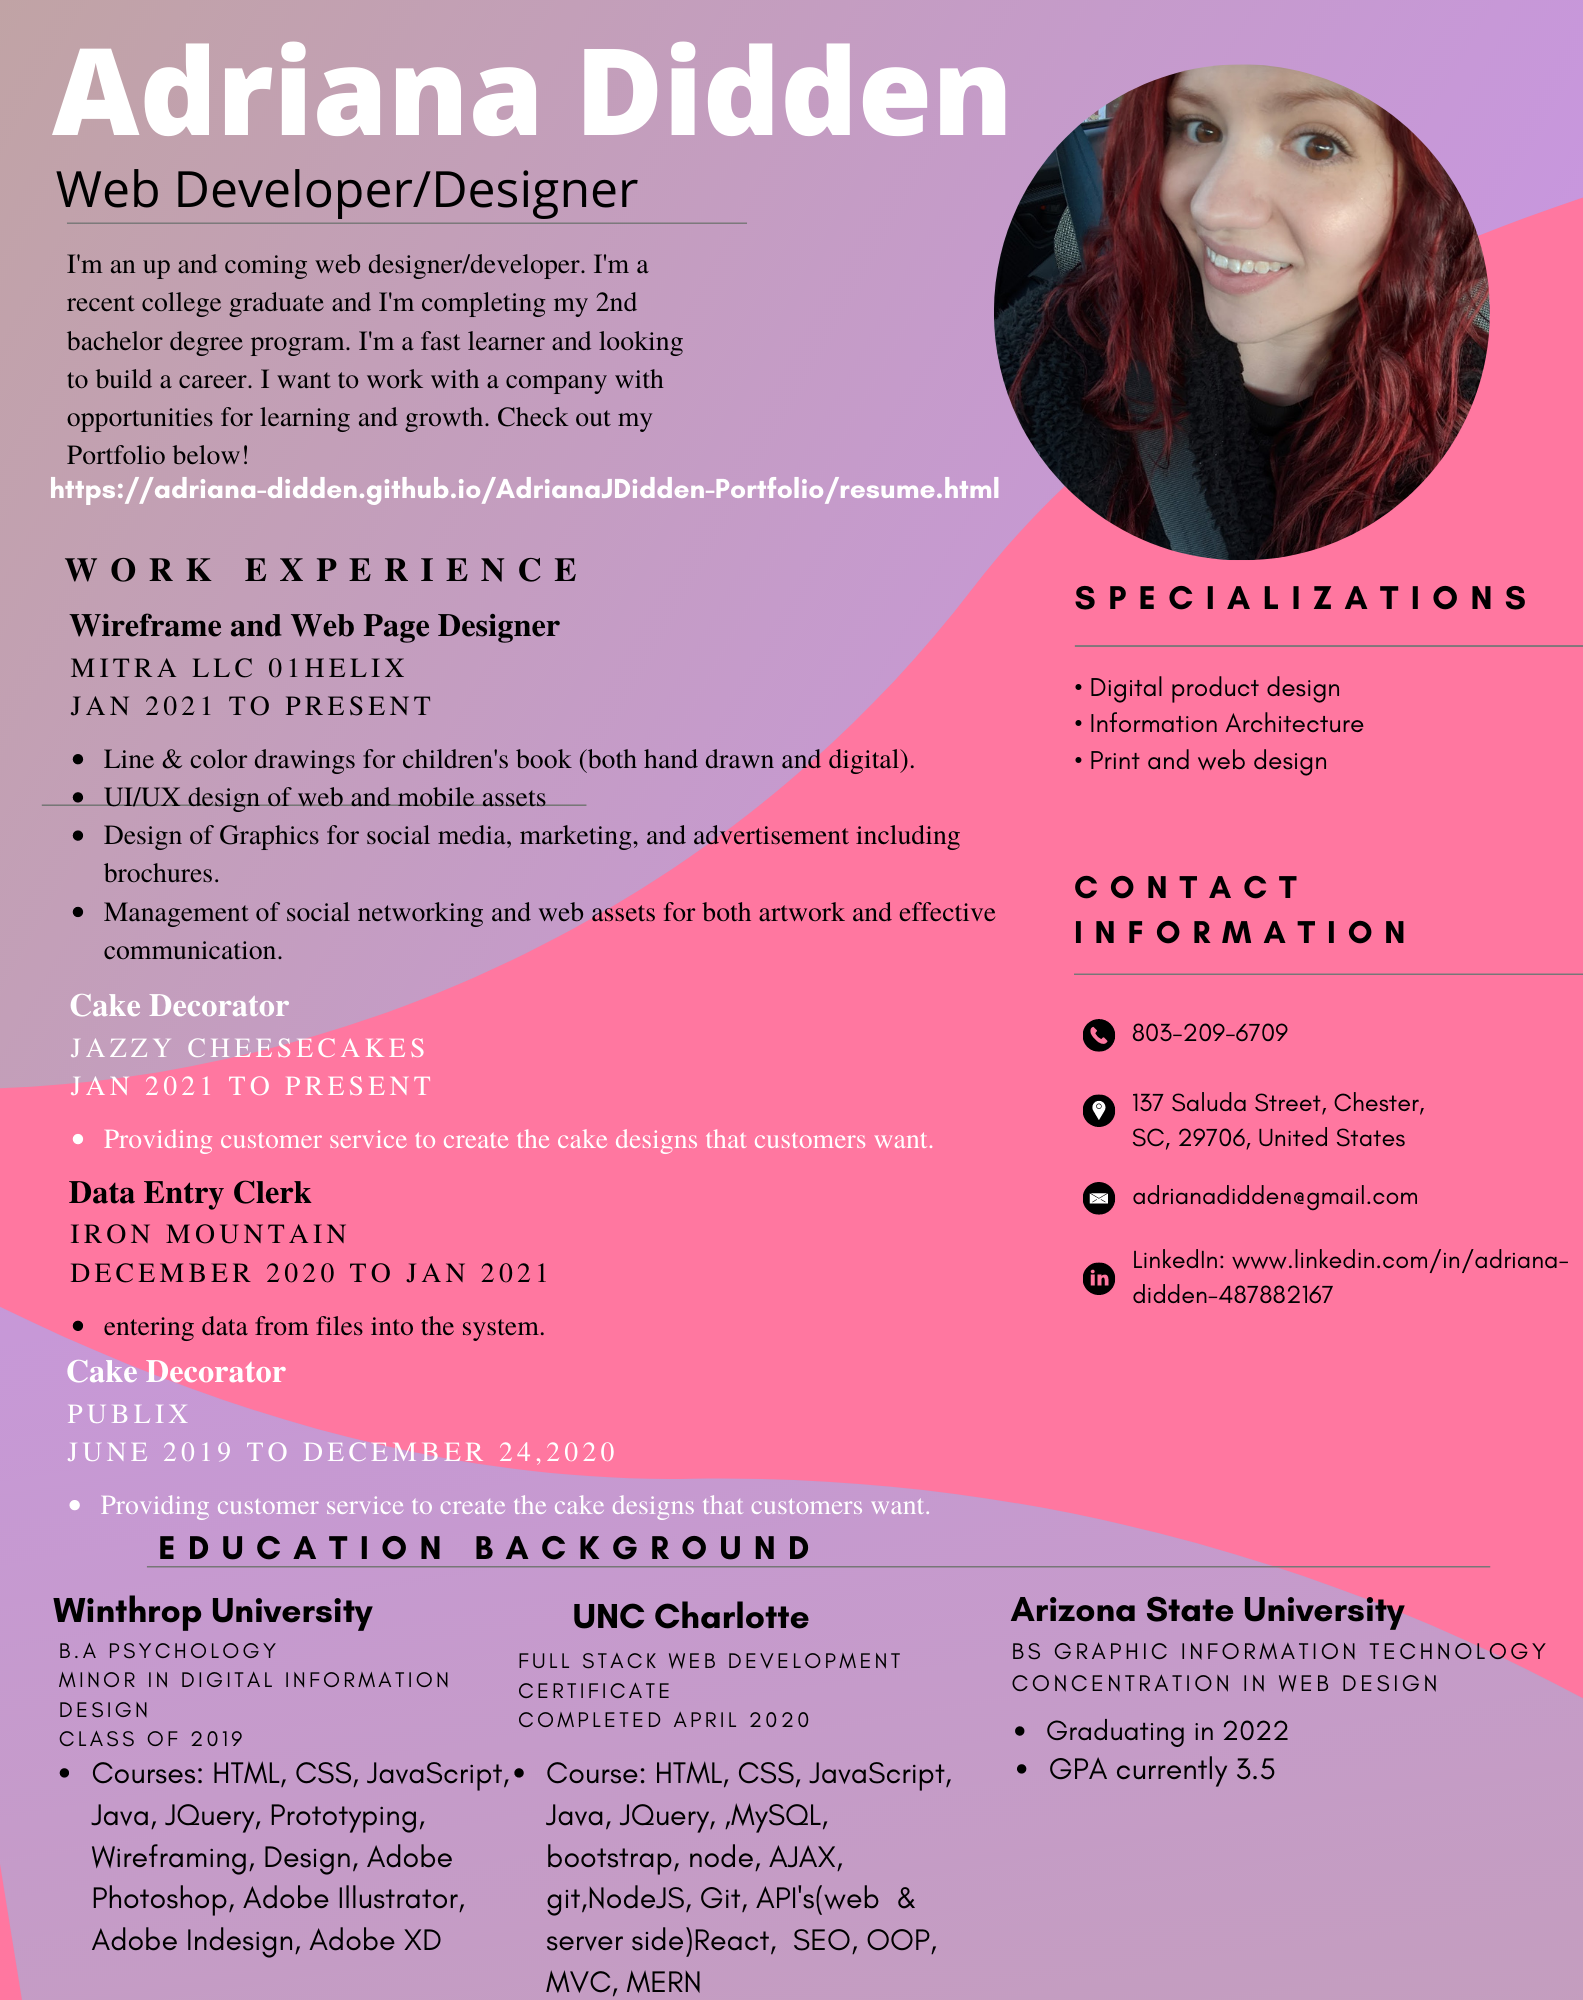 Adriana Didden
Web Developer/Designer
I'm an up and coming web designer/developer. I'm a
recent college graduate and I'm completing my 2nd
bachelor degree program. I'm a fast learner and looking
to build a career. I want to work with a company with
opportunities for learning and growth. Check out my
Portfolio below!
https://adriana-didden.github.io/AdrianaJDidden-Portfolio/resume.html
WORK EXPERIENCE
Wireframe and Web Page Designer
MITRA LLC 01HELIX
JAN 2021 TO PRESENT
• Line & color drawings for children's book (both hand drawn and digital).
• UI/UX design of web and mobile assets
• Design of Graphics for social media, marketing, and advertisement including
brochures.
• Management of social networking and web assets for both artwork and effective
communication.
Cake Decorator
JAZZY CHEESECAKES
JAN 2021 TO PRESENT
• Providing customer service to create the cake designs that customers want.
Data Entry Clerk
IRON MOUNTAIN
DECEMBER 2020 TO JAN 2021
• entering data from files into the system.
Cake Decorator
PUBLIX
JUNE 2019 TO DECEMBER 24,2020
• Providing customer service to create the cake designs that customers want.
SPECIALIZATIONS
• Digital product design
• Information Architecture
• Print and web design
CONTACT
INFORMATION
803-209-6709
137 Saluda Street, Chester,
SC, 29706, United States
adrianadidden@gmail.com
in
LinkedIn: www.linkedin.com/in/adriana-
didden-487882167
EDUCATION BACKGROUND
Winthrop University
B.A PSYCHOLOGY
MINOR IN DIGITAL INFORMATION
DESIGN
CLASS OF 2019
• Courses: HTML, CSS, JavaScript,
Java, JQuery, Prototyping,
Wireframing, Design, Adobe
Photoshop, Adobe Illustrator,
Adobe Indesign, Adobe XD
UNC Charlotte
FULL STACK WEB DEVELOPMENT
CERTIFICATE
COMPLETED APRIL 2020
• Course: HTML, CSS, JavaScript,
Java, JQuery, ,MySQL,
bootstrap, node, AJAX,
git,NodeJS, Git, API's(web &
server side)React, SEO, OOP,
MVC, MERN
Arizona State University
BS GRAPHIC INFORMATION TECHNOLOGY
CONCENTRATION IN WEB DESIGN
• Graduating in 2022
• GPA currently 3.5